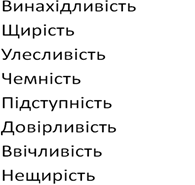 Винахідливість
Щирість
Улесливість
Чемність
Підступність
Довірливість
Ввічливість
Нещирість